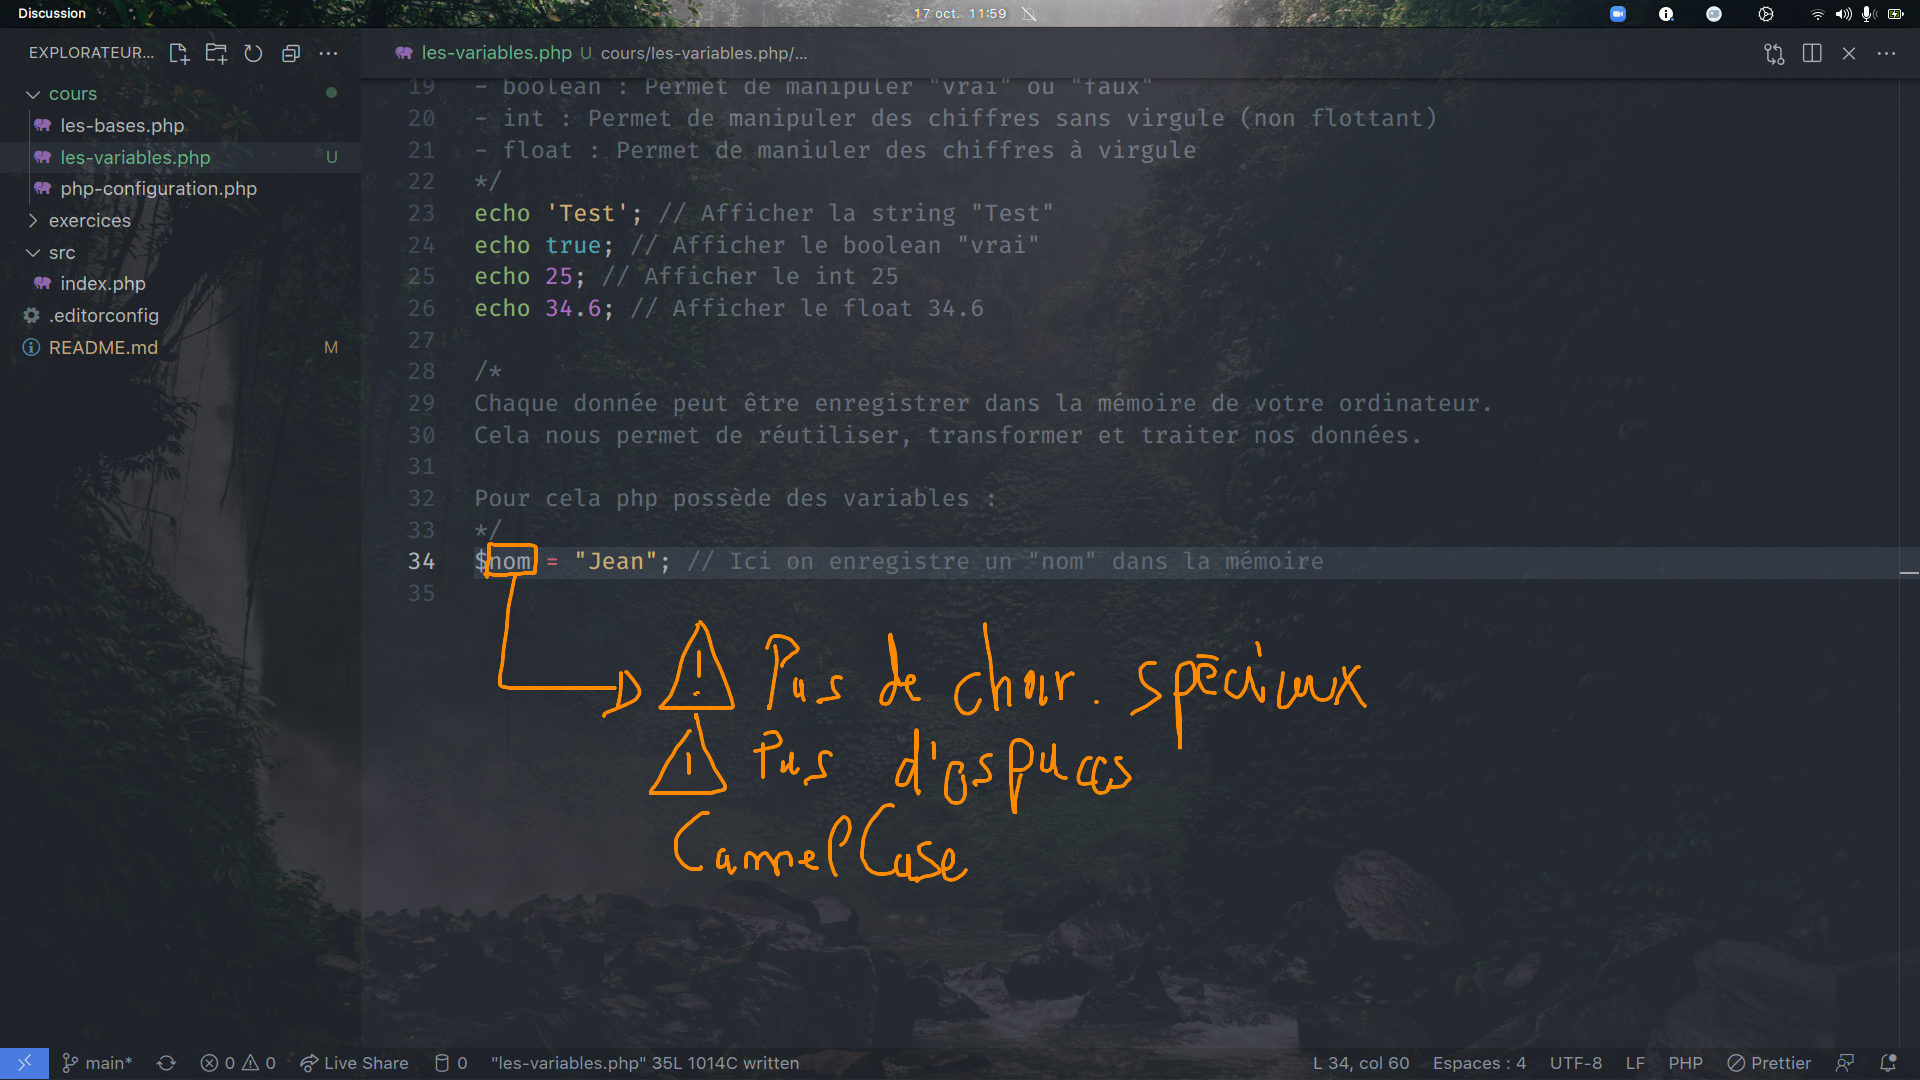 Discussion
17 oct. 11:59
EXPLORATEUR...
les-variables.php U cours/les-variables.php/...
cours
les-bases.php
les-variables.php U
php-configuration.php
exercices
src
index.php
.editorconfig
README.md M
19 - boolean : Permet de manipuler "vrai" ou "faux"
20 - int : Permet de manipuler des chiffres sans virgule (non flottant)
21 - float : Permet de maniuler des chiffres à virgule
22 */
23 echo 'Test'; // Afficher la string "Test"
24 echo true; // Afficher le boolean "vrai"
25 echo 25; // Afficher le int 25
26 echo 34.6; // Afficher le float 34.6
27
28 /*
29 Chaque donnée peut être enregistrer dans la mémoire de votre ordinateur.
30 Cela nous permet de réutiliser, transformer et traiter nos données.
31
32 Pour cela php possède des variables :
33 */
34 $nom = "Jean"; // Ici on enregistre un "nom" dans la mémoire
35
! Pas de char. spéciaux
! Pas d'espaces
CamelCase
main* 0 0 Live Share 0 "les-variables.php" 35L 1014C written
L 34, col 60 Espaces : 4 UTF-8 LF PHP Prettier